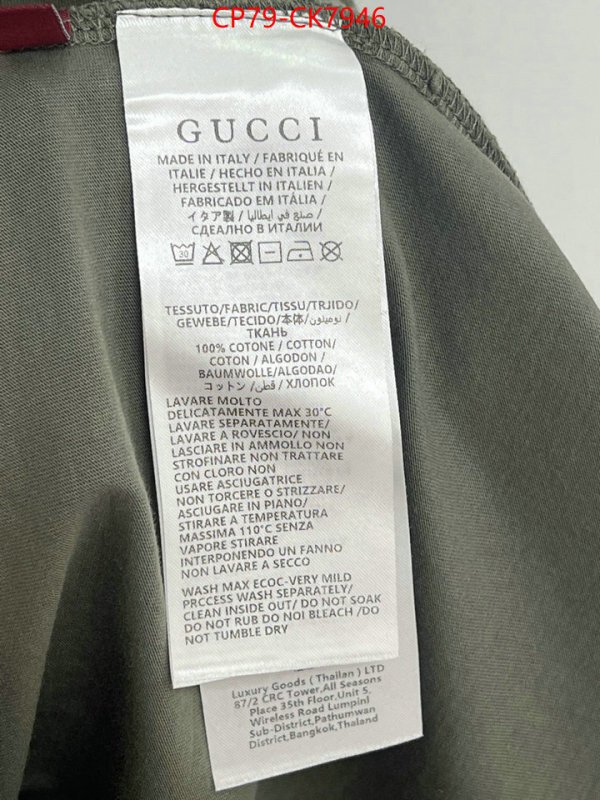 CP79-CK7946
GUCCI
MADE IN ITALY / FABRIQUÉ EN
ITALIE / HECHO EN ITALIA /
HERGESTELLT IN ITALIEN /
FABRICADO EM ITÁLIA /
イタア製 / صنع في ايطاليا /
СДЕЛАНО В ИТАЛИИ
30
TESSUTO/FABRIC/TISSU/TRJIDO/
GEWEBE/TECIDO/本体/نوميلون /
ТКАНЬ
100% COTONE / COTTON/
COTON / ALGODON /
BAUMWOLLE/ALGODAO/
コットン /قطن/ ХЛОПОК
LAVARE MOLTO
DELICATAMENTE MAX 30°C
LAVARE SEPARATAMENTE/
LAVARE A ROVESCIO/ NON
LASCIARE IN AMMOLLO NON
STROFINARE NON TRATTARE
CON CLORO NON
USARE ASCIUGATRICE
NON TORCERE O STRIZZARE/
ASCIUGARE IN PIANO/
STIRARE A TEMPERATURA
MASSIMA 110°C SENZA
VAPORE STIRARE
INTERPONENDO UN FANNO
NON LAVARE A SECCO
WASH MAX ECOC-VERY MILD
PRCCESS WASH SEPARATELY/
CLEAN INSIDE OUT/ DO NOT SOAK
DO NOT RUB DO NOI BLEACH /DO
NOT TUMBLE DRY
Luxury Goods ( Thailan ) LTD
87/2 CRC Tower,All Seasons
Place 35th Floor,Unit 5,
Wireless Road Lumpini
Sub-District,Pathumwan
District,Bangkok,Thaland